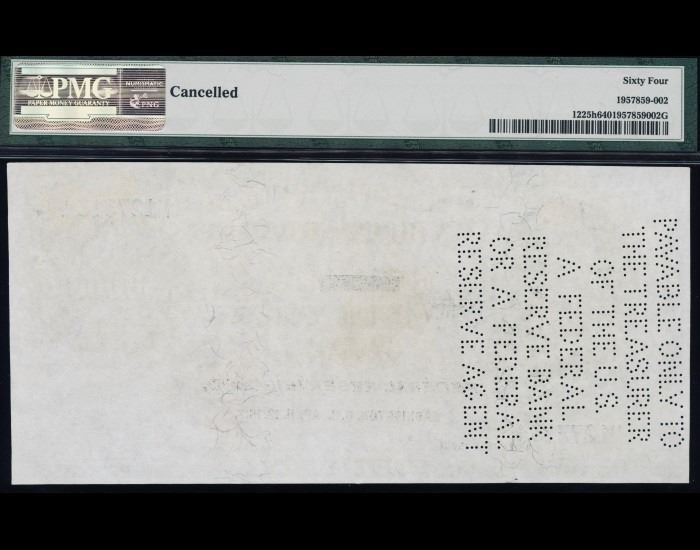 PMG
PAPER MONEY GUARANTY
NUMISMATIC
PNG
Cancelled
Sixty Four
1957859-002
1225h6401957859002G
PAYABLE ONLY TO
THE TREASURER
OF THE U.S.
A FEDERAL
RESERVE BANK
OR A FEDERAL
RESERVE AGENT